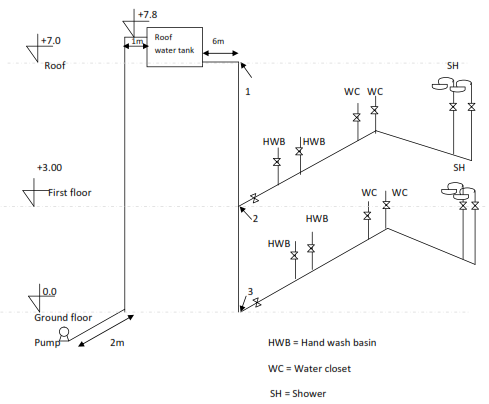 +7.8
+7.0
1m
Roof
water tank
6m
Roof
SH
1
WC WC
HWB HWB
+3.00
SH
First floor
WC WC
2
HWB
HWB
0.0
3
Ground floor
Pump
2m
HWB = Hand wash basin
WC = Water closet
SH = Shower